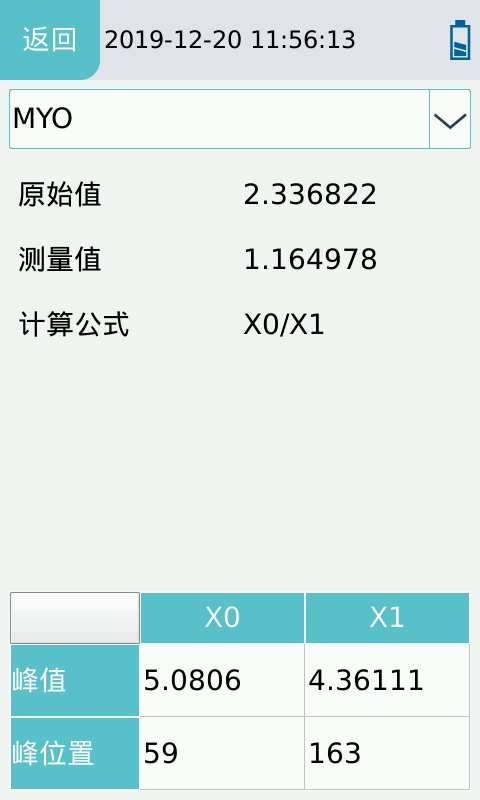 返回 2019-12-20 11:56:13
MYO
原始值 2.336822
测量值 1.164978
计算公式 X0/X1
X0 X1
峰值 5.0806 4.36111
峰位置 59 163